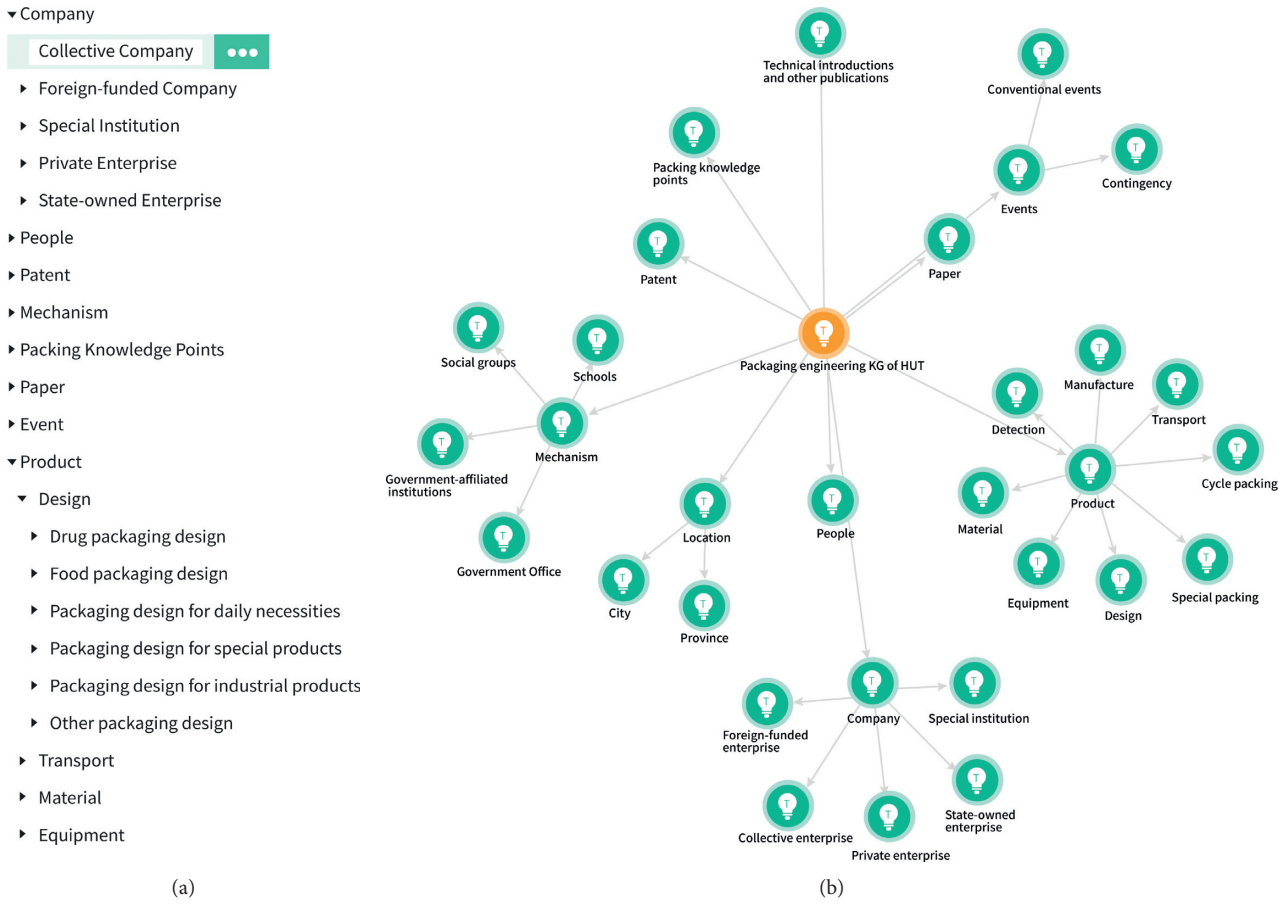 Company
Collective Company
Foreign-funded Company
Special Institution
Private Enterprise
State-owned Enterprise
People
Patent
Mechanism
Packing Knowledge Points
Paper
Event
Product
Design
Drug packaging design
Food packaging design
Packaging design for daily necessities
Packaging design for special products
Packaging design for industrial products
Other packaging design
Transport
Material
Equipment
(a)
T
Technical introductions
and other publications
T
Conventional events
T
Packing knowledge
points
T
Contingency
T
Events
T
Patent
T
Paper
T
Packaging engineering KG of HUT
T
Social groups
T
Schools
T
Government-affiliated
institutions
T
Mechanism
T
Government Office
T
Location
T
City
T
Province
T
People
T
Manufacture
T
Detection
T
Transport
T
Cycle packing
T
Product
T
Material
T
Equipment
T
Design
T
Special packing
T
Company
T
Special institution
T
Foreign-funded
enterprise
T
Collective enterprise
T
Private enterprise
T
State-owned
enterprise
(b)